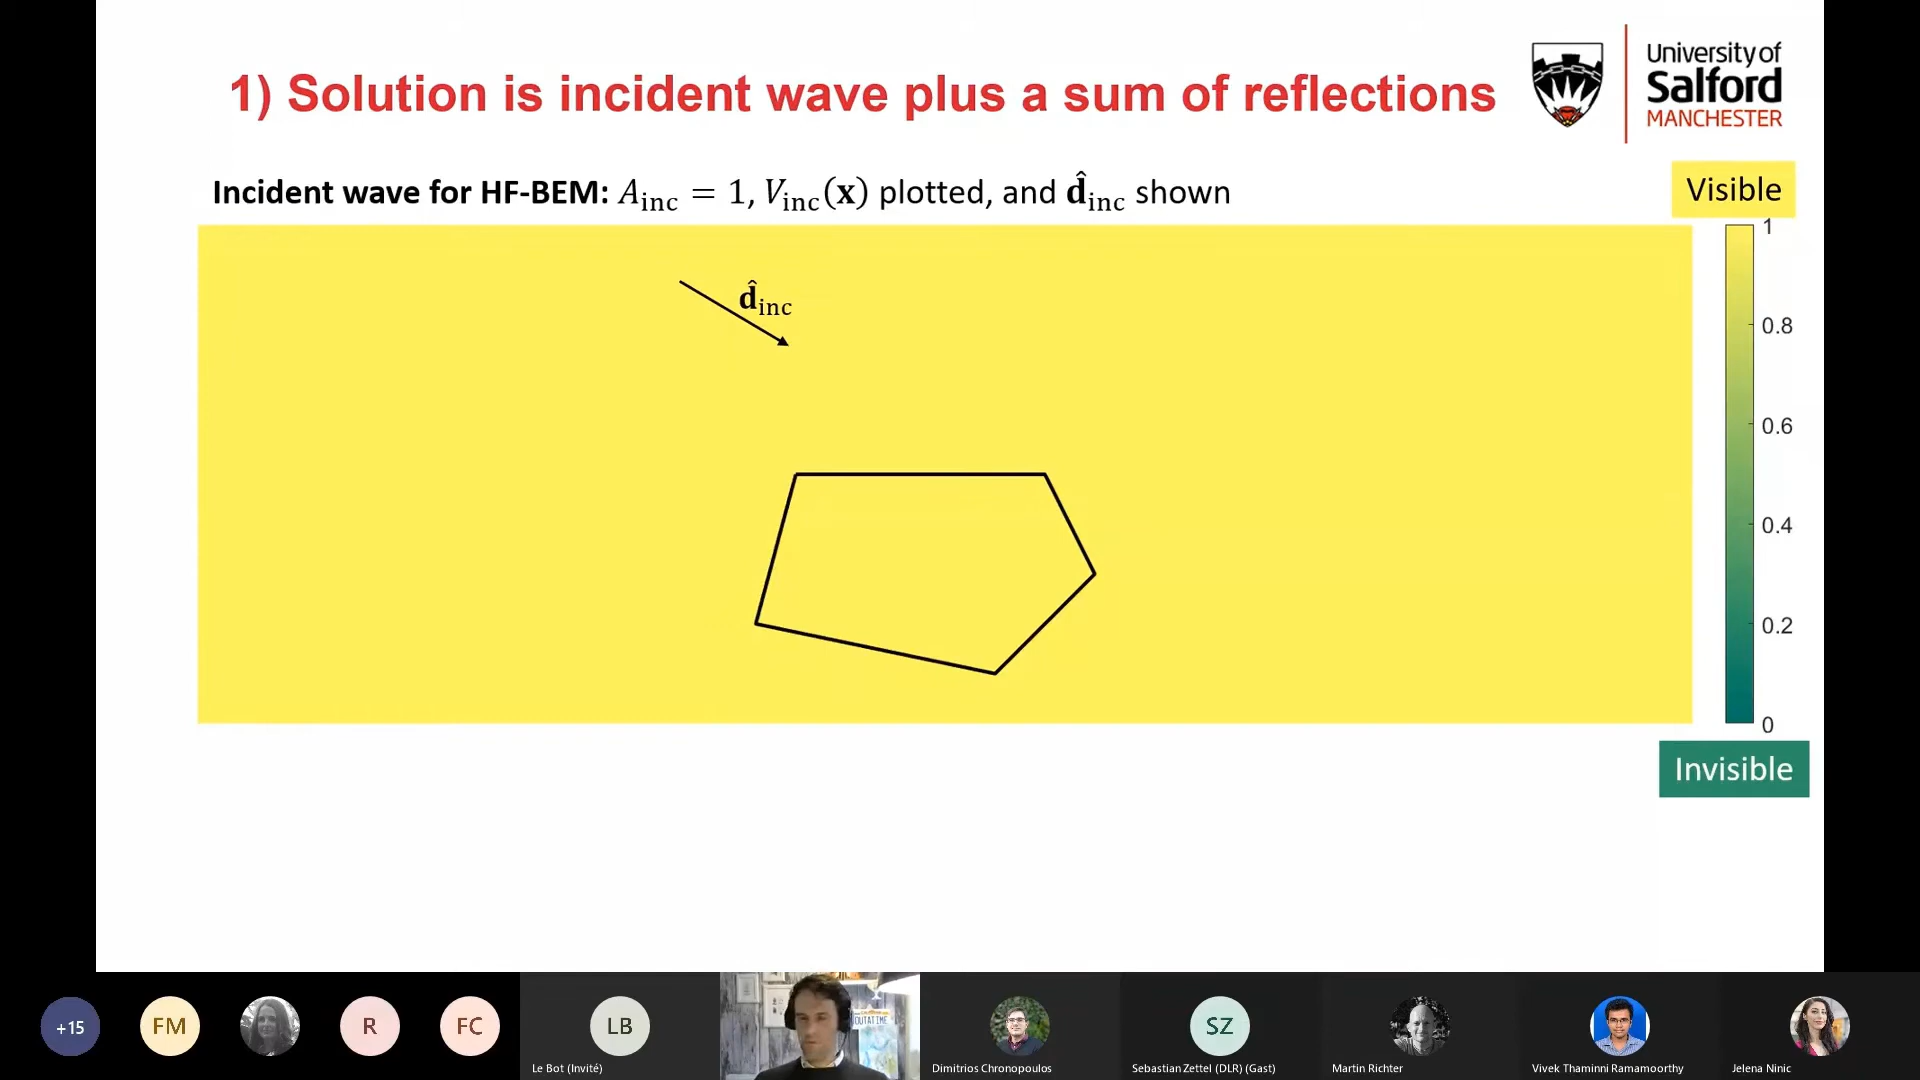 1) Solution is incident wave plus a sum of reflections
University of
Salford
MANCHESTER
Incident wave for HF-BEM: A_inc = 1, V_inc(𝐱) plotted, and 𝐝̂_inc shown
Visible
𝐝̂_inc
1
0.8
0.6
0.4
0.2
0
Invisible
+15
FM
R
FC
LB
OUTATIME
SZ
Le Bot (Invité)
Dimitrios Chronopoulos
Sebastian Zettel (DLR) (Gast)
Martin Richter
Vivek Thaminni Ramamoorthy
Jelena Ninic